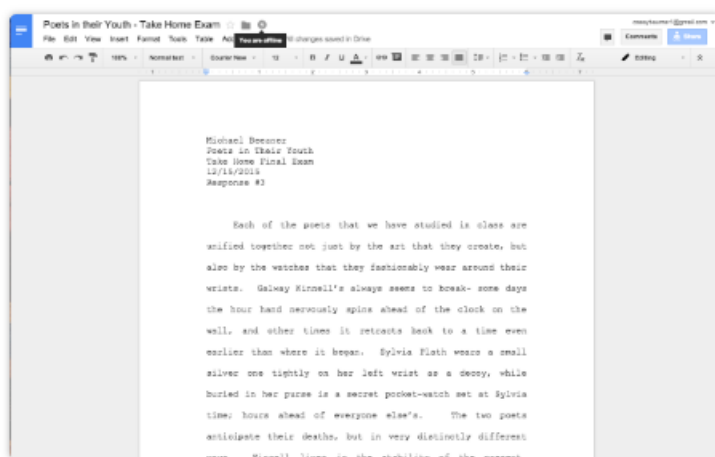 Poets in their Youth - Take Home Exam
File Edit View Insert Format Tools Table
You are offline
changes saved in Drive
Comments
Share
100%
Normal text
Courier New
12
B I U A
Editing
Poets in Their Youth
Take Home Final Exam
12/15/2015
Response #3
Each of the poets that we have studied in class are
unified together not just by the art that they create, but
also by the watches that they fashionably wear around their
wrists. Galway Kinnell's always seems to break- some days
the hour hand nervously spins ahead of the clock on the
wall, and other times it retracts back to a time even
earlier than where it began. Sylvia Plath wears a small
silver one tightly on her left wrist as a decoy, while
buried in her purse is a secret pocket-watch set at Sylvia
time; hours ahead of everyone else's. The two poets
anticipate their deaths, but in very distinctly different